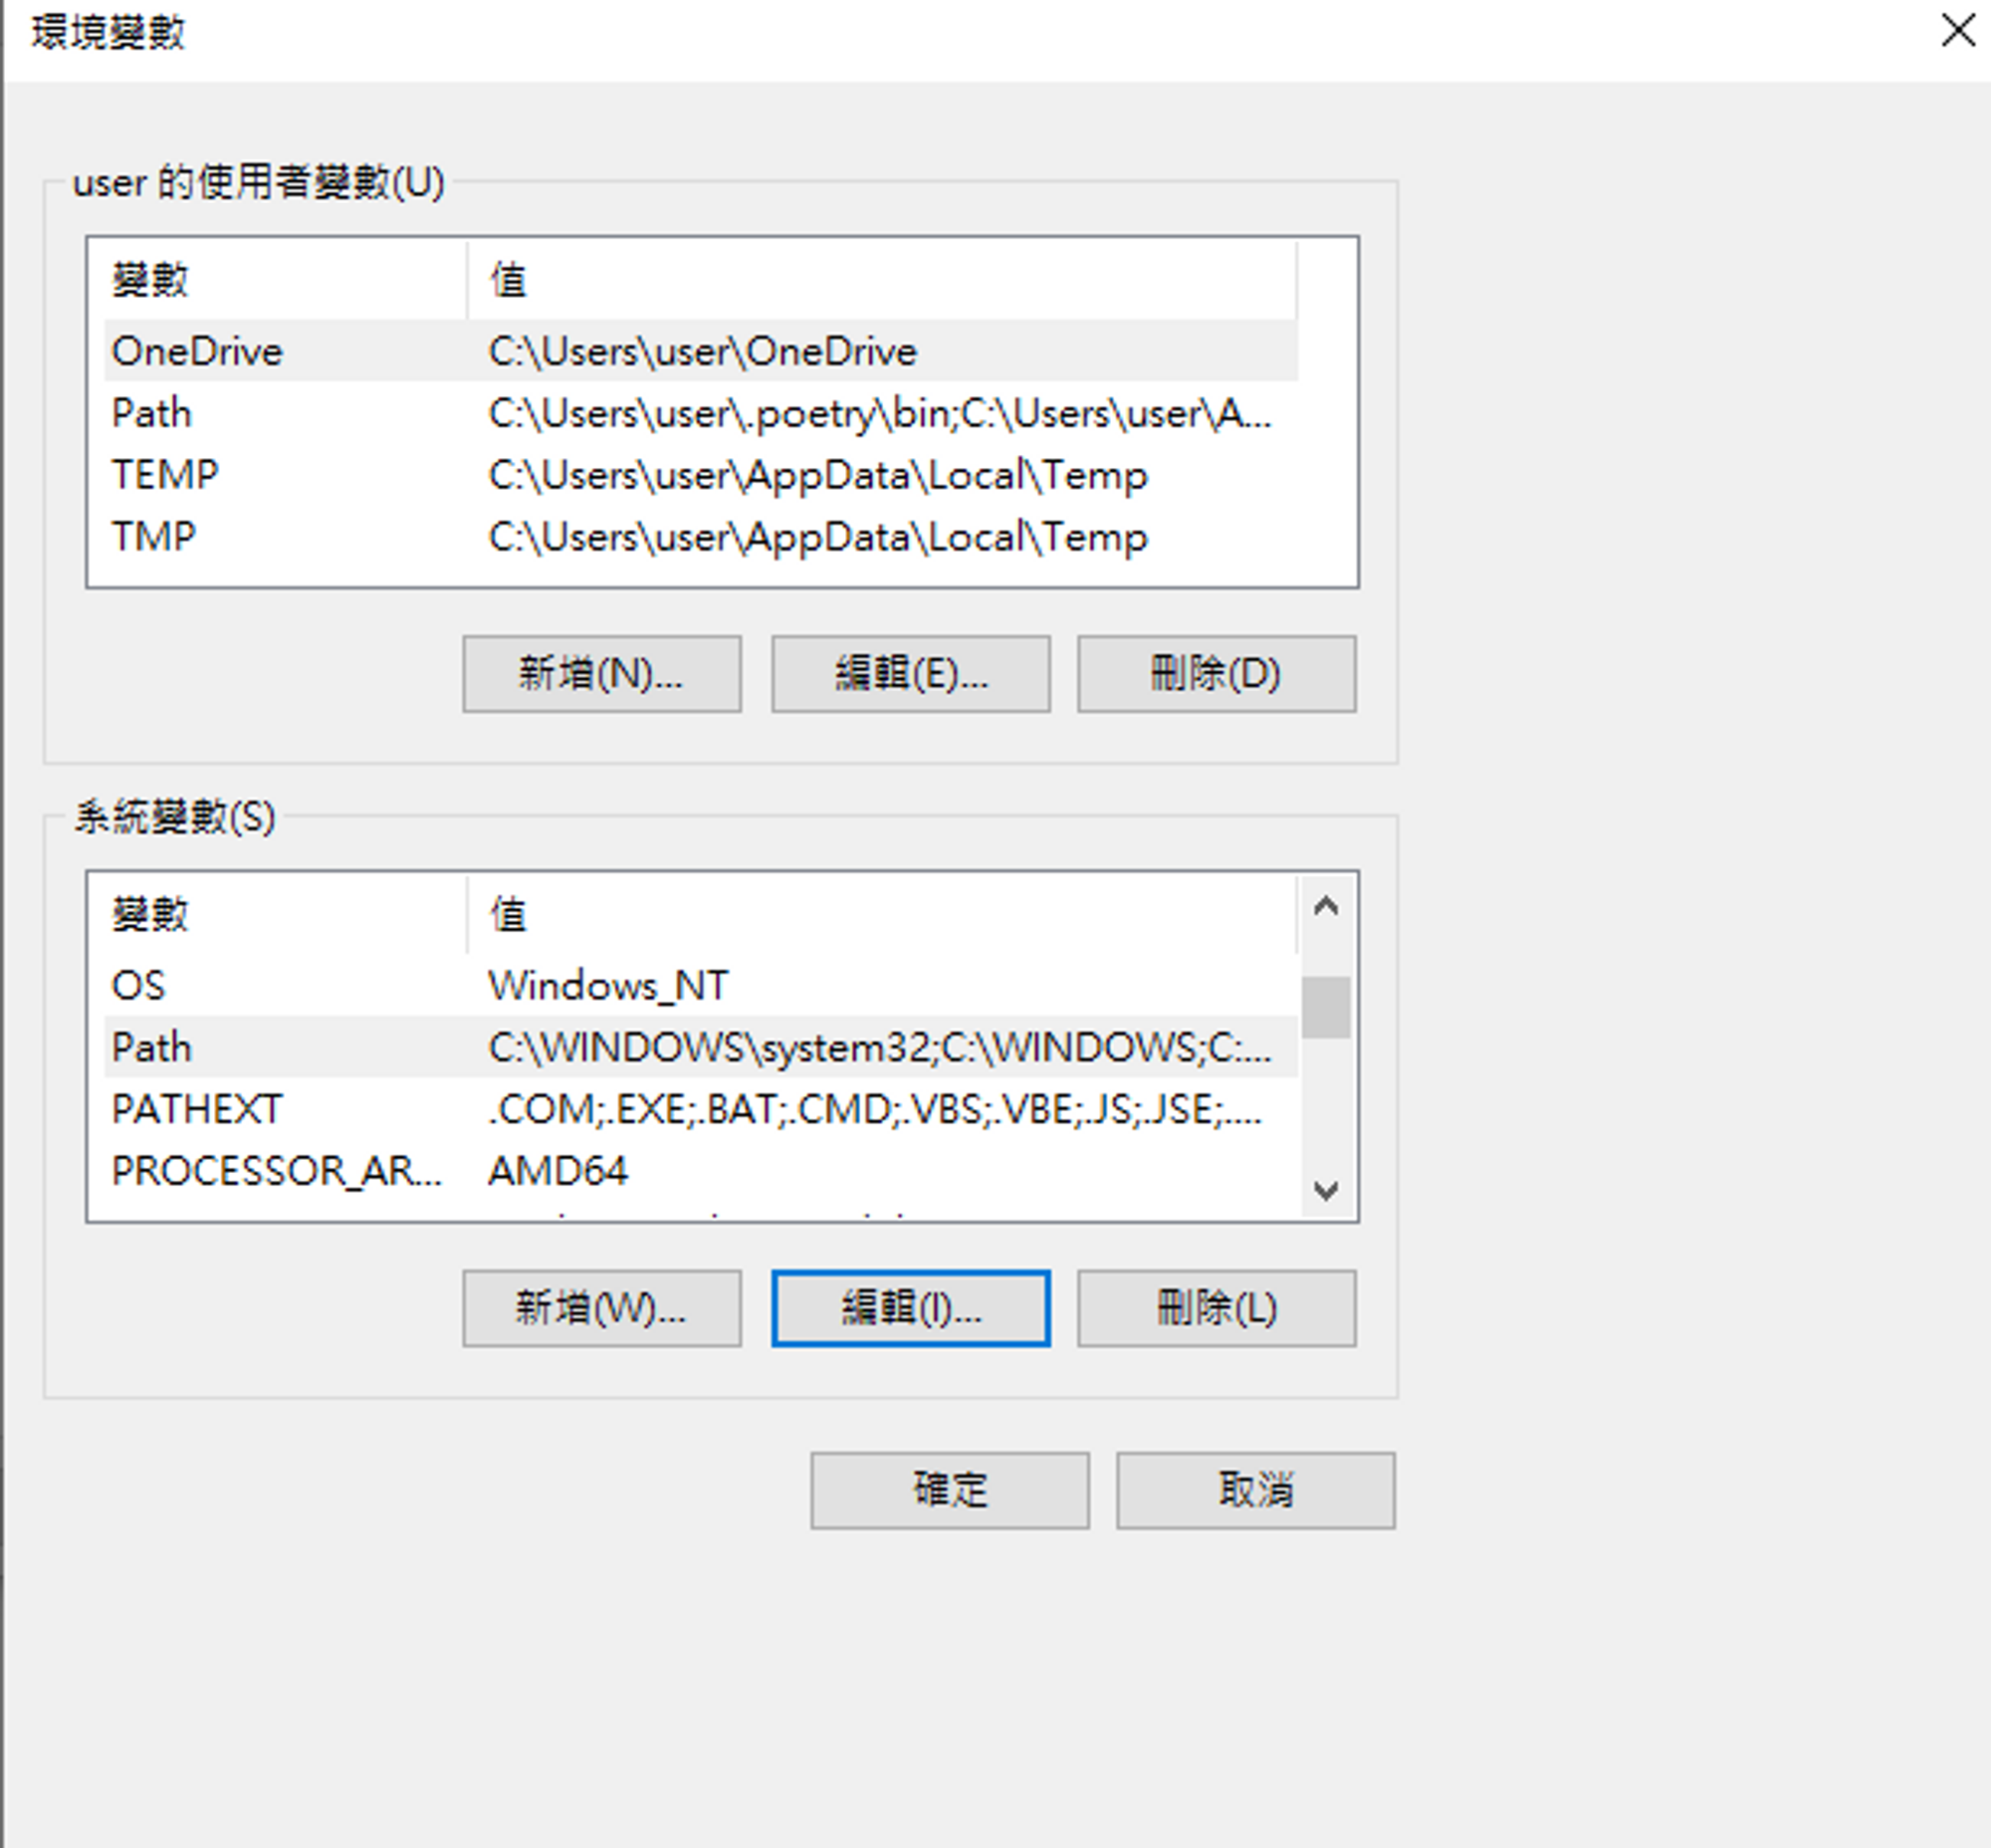 環境變數
user 的使用者變數(U)
變數 值
OneDrive C:\Users\user\OneDrive
Path C:\Users\user\.poetry\bin;C:\Users\user\A...
TEMP C:\Users\user\AppData\Local\Temp
TMP C:\Users\user\AppData\Local\Temp
新增(N)... 編輯(E)... 刪除(D)
系統變數(S)
變數 值
OS Windows_NT
Path C:\WINDOWS\system32;C:\WINDOWS;C:...
PATHEXT .COM;.EXE;.BAT;.CMD;.VBS;.VBE;.JS;.JSE;....
PROCESSOR_AR... AMD64
新增(W)... 編輯(I)... 刪除(L)
確定 取消